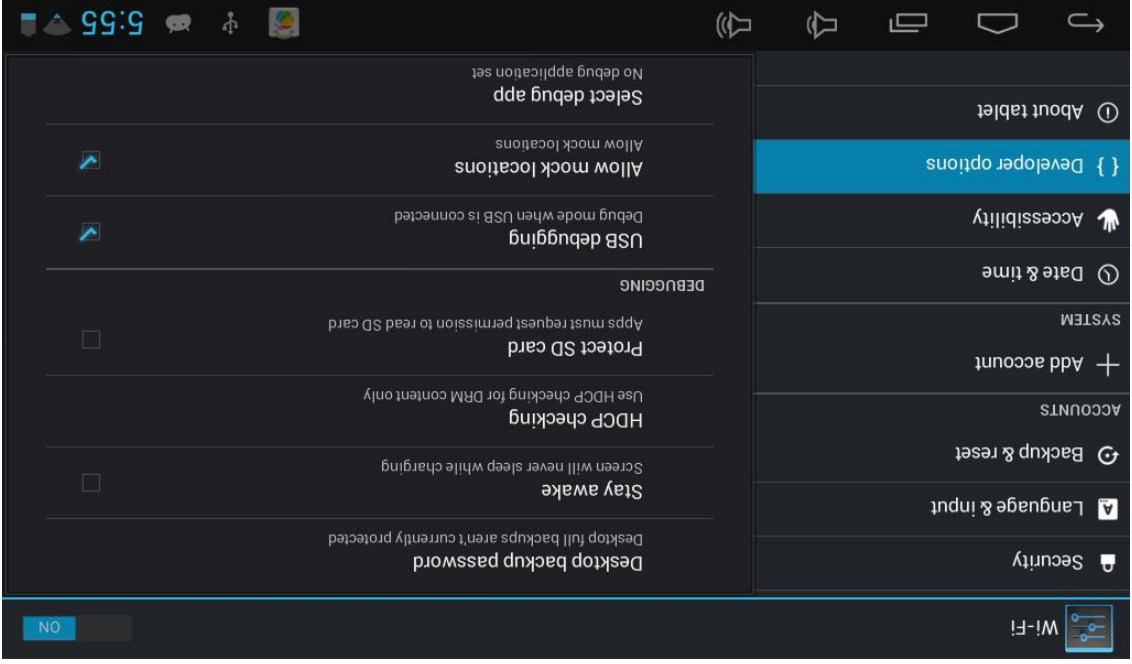 Wi-Fi
ON
Security
Language & input
Backup & reset
ACCOUNTS
Add account
SYSTEM
Date & time
Accessibility
Developer options
About tablet
Desktop backup password
Desktop full backups aren't currently protected
Stay awake
Screen will never sleep while charging
HDCP checking
Use HDCP checking for DRM content only
Protect SD card
Apps must request permission to read SD card
DEBUGGING
USB debugging
Debug mode when USB is connected
Allow mock locations
Allow mock locations
Select debug app
No debug application set
5:55